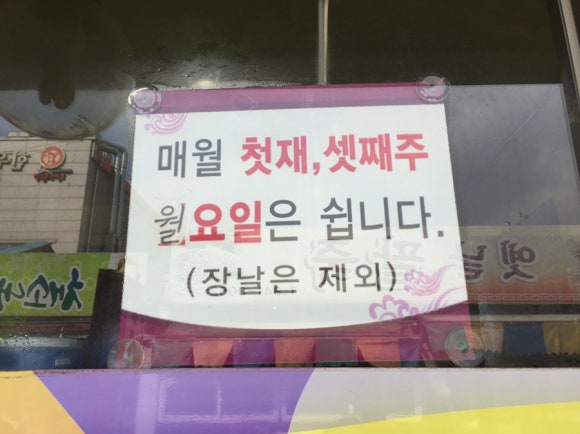 매월 첫재,셋째주
월요일은 쉽니다.
(장날은 제외)